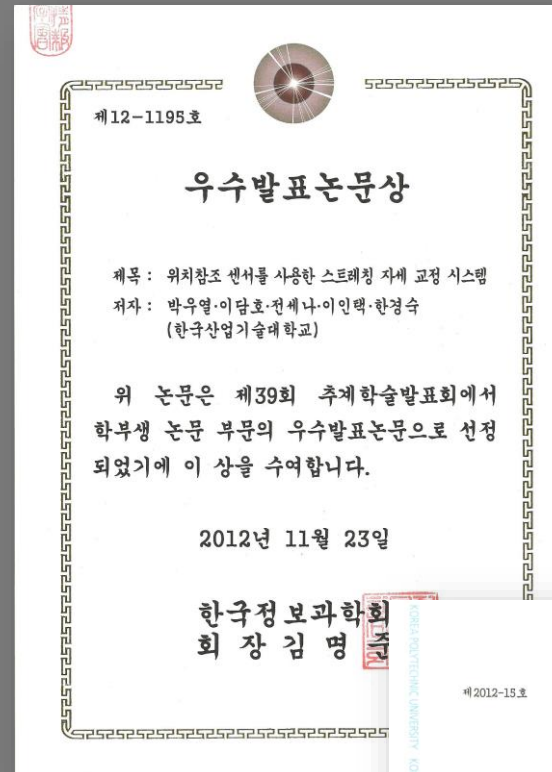 제12-1195호
우수발표논문상
제목 : 위치참조 센서를 사용한 스트레칭 자세 교정 시스템
저자 : 박우열·이담호·전세나·이인택·한경숙
(한국산업기술대학교)
위 논문은 제39회 추계학술발표회에서
학부생 논문 부문의 우수발표논문으로 선정
되었기에 이 상을 수여합니다.
2012년 11월 23일
한국정보과학회
회장김명준
KOREA POLYTECHNIC UNIVERSITY KO
제2012-15호